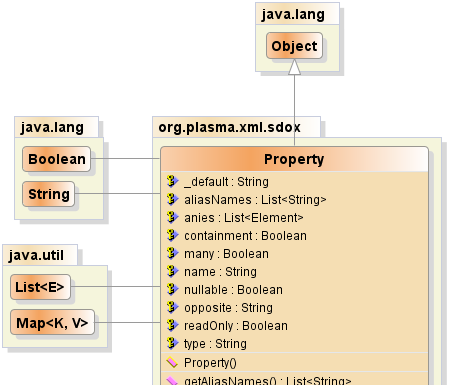 java.lang
Object
java.lang
Boolean
String
java.util
List<E>
Map<K, V>
org.plasma.xml.sdox
Property
_default : String
aliasNames : List<String>
anies : List<Element>
containment : Boolean
many : Boolean
name : String
nullable : Boolean
opposite : String
readOnly : Boolean
type : String
Property()
getAliasNames() : List<String>